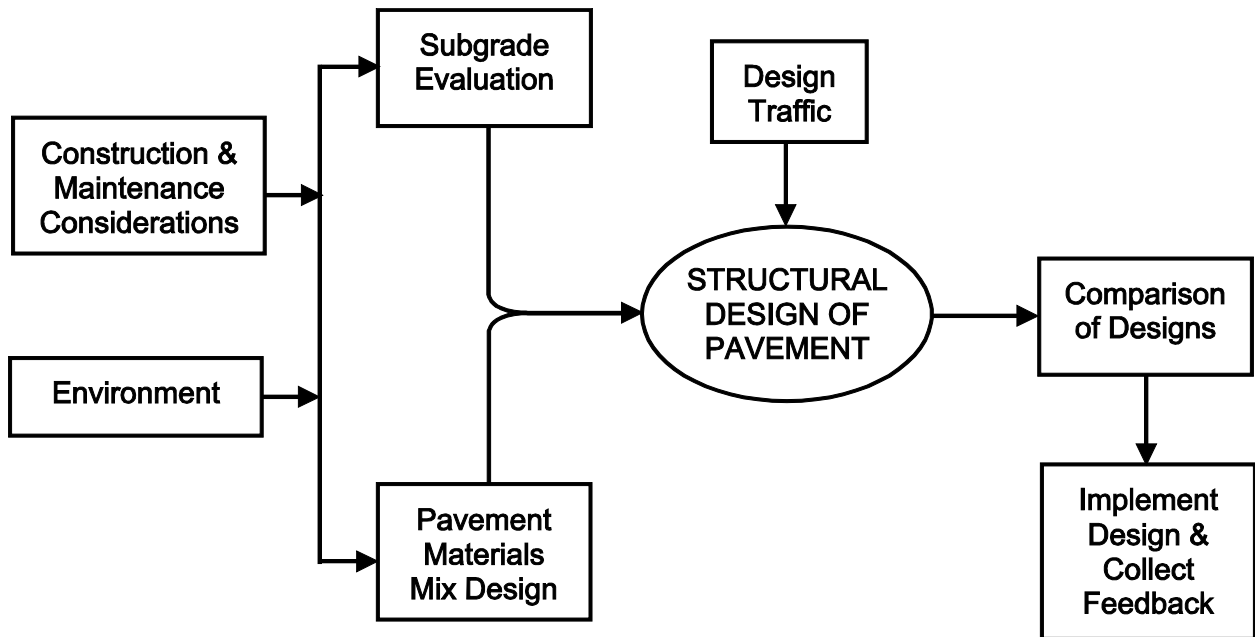 Subgrade
Evaluation
Design
Traffic
Construction &
Maintenance
Considerations
STRUCTURAL
DESIGN OF
PAVEMENT
Comparison
of Designs
Environment
Pavement
Materials
Mix Design
Implement
Design &
Collect
Feedback